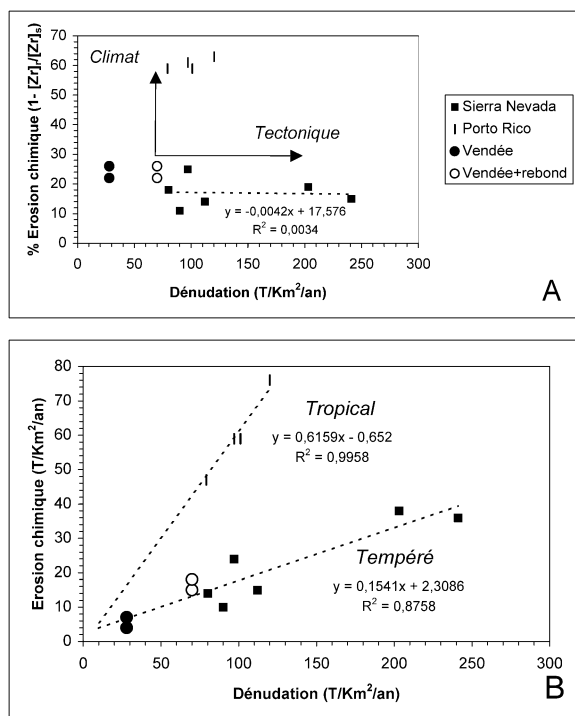 70
60
50
40
30
20
10
0
% Erosion chimique (1- [Zr]r/[Zr]s)
Climat
Tectonique
y = -0,0042x + 17,576
R² = 0,0034
0 50 100 150 200 250 300
Dénudation (T/Km²/an)
Sierra Nevada
Porto Rico
Vendée
Vendée+rebond
A
80
70
60
50
40
30
20
10
0
Erosion chimique (T/Km²/an)
Tropical
y = 0,6159x - 0,652
R² = 0,9958
Tempéré
y = 0,1541x + 2,3086
R² = 0,8758
0 50 100 150 200 250 300
Dénudation (T/Km²/an)
B